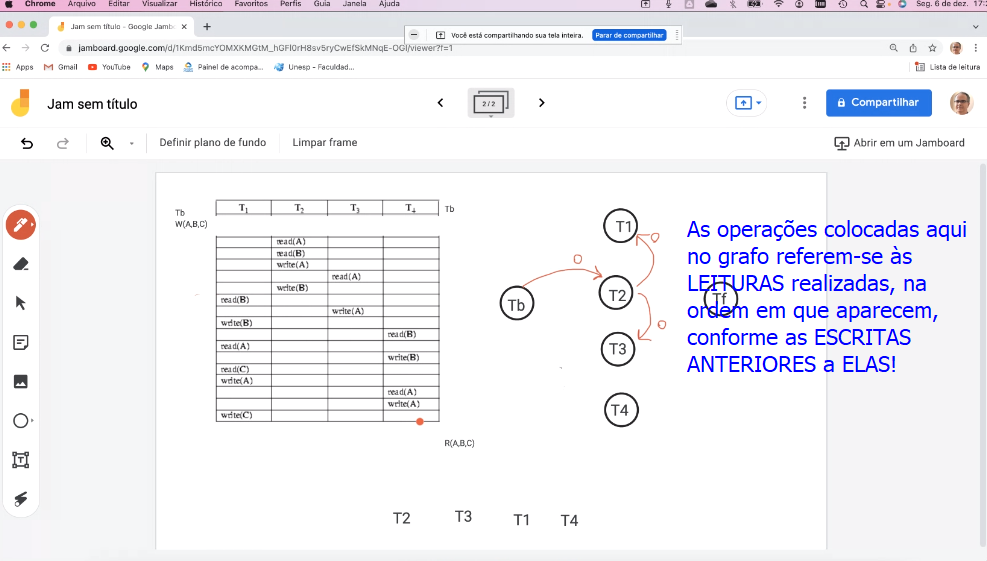 Chrome Arquivo Editar Visualizar Histórico Favoritos Perfis Guia Janela Ajuda Seg. 6 de dez. 17:
Jam sem título - Google Jambo
Você está compartilhando sua tela inteira. Parar de compartilhar
jamboard.google.com/d/1Kmd5mcYOMXKMGtM_hGFl0rH8sv5ryCwEfSkMNqE-OGI/viewer?f=1
Apps Gmail YouTube Maps Painel de acompa... Unesp - Faculdad... Lista de leitura
Jam sem título
2/2
Compartilhar
Definir plano de fundo Limpar frame Abrir em um Jamboard
Tb
W(A,B,C)
T1 T2 T3 T4 Tb
read(A)
read(B)
write(A)
read(A)
write(B)
read(B)
write(A)
write(B)
read(B)
read(A)
write(B)
read(C)
write(A)
read(A)
write(A)
write(C)
R(A,B,C)
T1
0
0
T2
Tb
Tf
0
T3
T4
As operações colocadas aqui
no grafo referem-se às
LEITURAS realizadas, na
ordem em que aparecem,
conforme as ESCRITAS
ANTERIORES a ELAS!
T2 T3 T1 T4